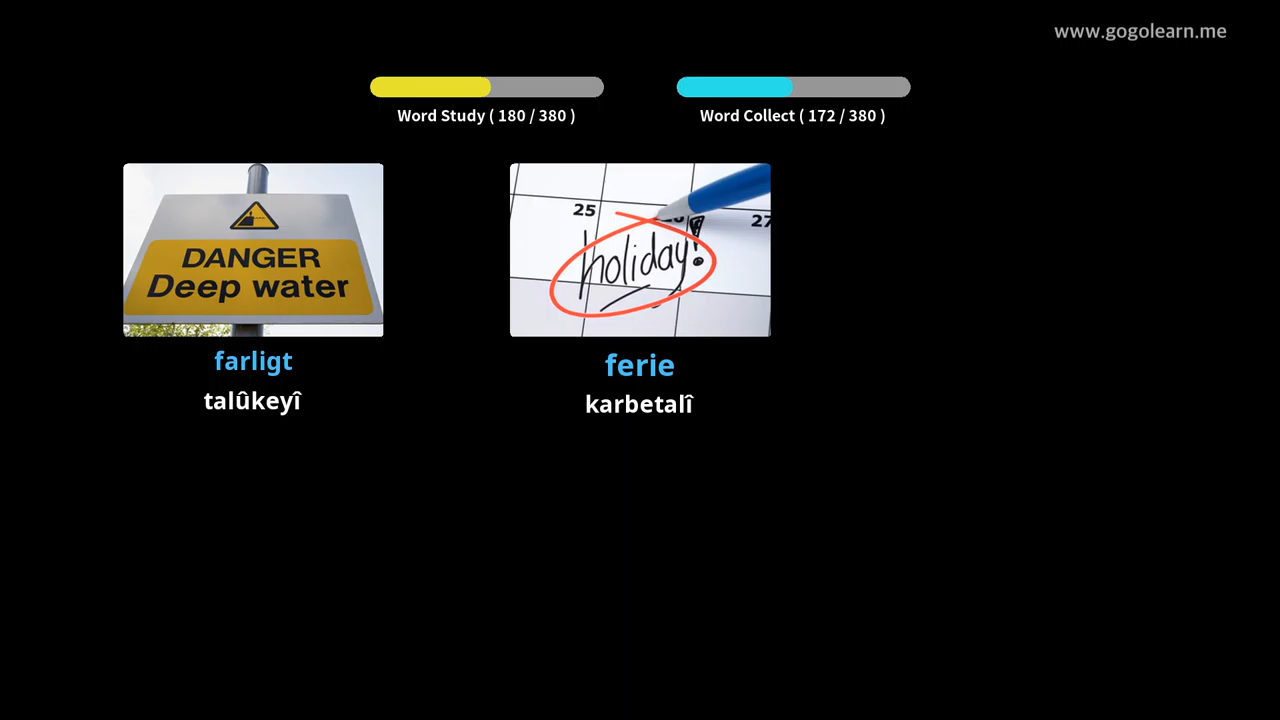 www.gogolearn.me
Word Study ( 180 / 380 )
Word Collect ( 172 / 380 )
DANGER
Deep water
25
27
holiday!
farligt
ferie
talûkeyî
karbetalî